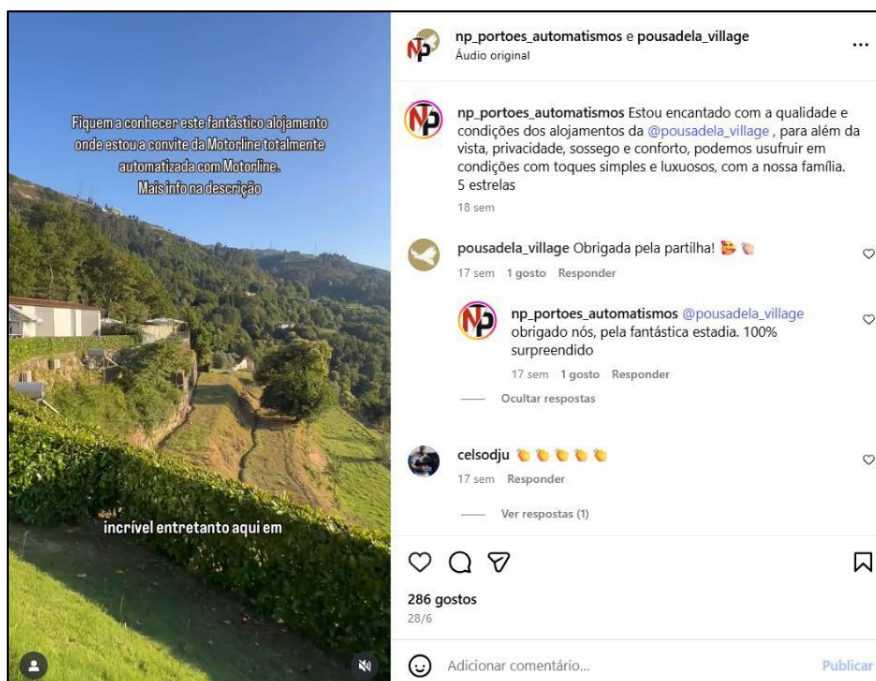 Fiquem a conhecer este fantástico alojamento
onde estou a convite da Motorline totalmente
automatizada com Motorline.
Mais info na descrição
incrível entretanto aqui em
np_portoes_automatismos e pousadela_village
Áudio original
np_portoes_automatismos Estou encantado com a qualidade e
condições dos alojamentos da @pousadela_village , para além da
vista, privacidade, sossego e conforto, podemos usufruir em
condições com toques simples e luxuosos, com a nossa família.
5 estrelas
18 sem
pousadela_village Obrigada pela partilha! 🥰 👏🏻
17 sem 1 gosto Responder
np_portoes_automatismos @pousadela_village
obrigado nós, pela fantástica estadia. 100%
surpreendido
17 sem 1 gosto Responder
Ocultar respostas
celsodju 👏 👏 👏 👏 👏
17 sem Responder
Ver respostas (1)
286 gostos
28/6
Adicionar comentário... Publicar